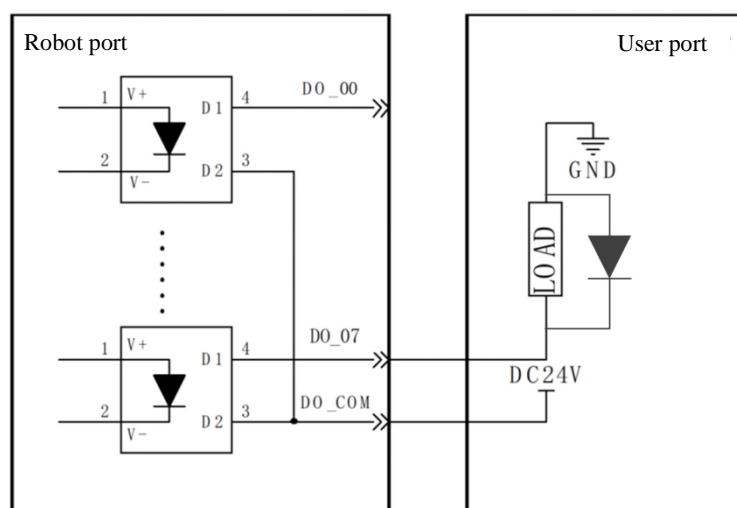 Robot port
User port
DO_00
1 V+ D1 4
GND
2 V- D2 3
LOAD
DO_07
1 V+ D1 4
DC24V
DO_COM
2 V- D2 3